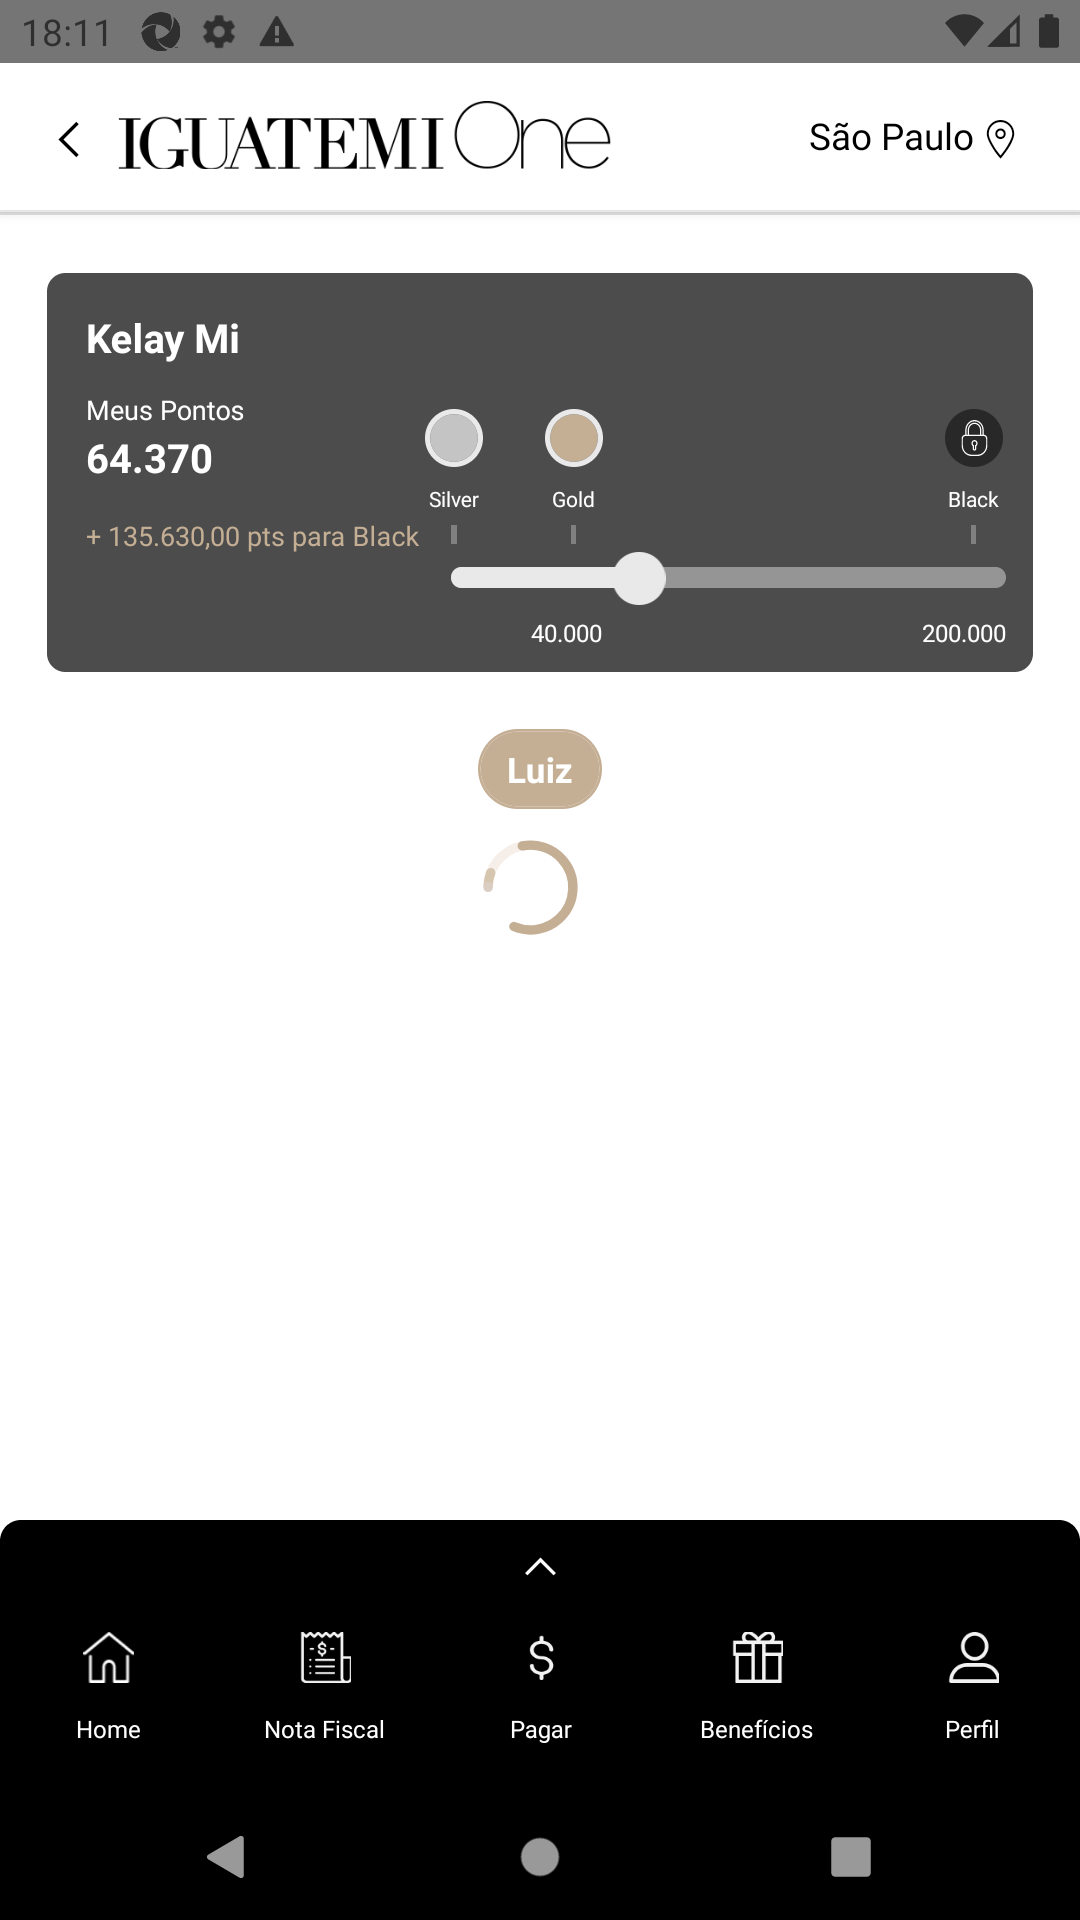 18:11
IGUATEMI One
São Paulo
Kelay Mi
Meus Pontos
64.370
+ 135.630,00 pts para Black
Silver
Gold
Black
40.000
200.000
Luiz
Home
Nota Fiscal
Pagar
Benefícios
Perfil